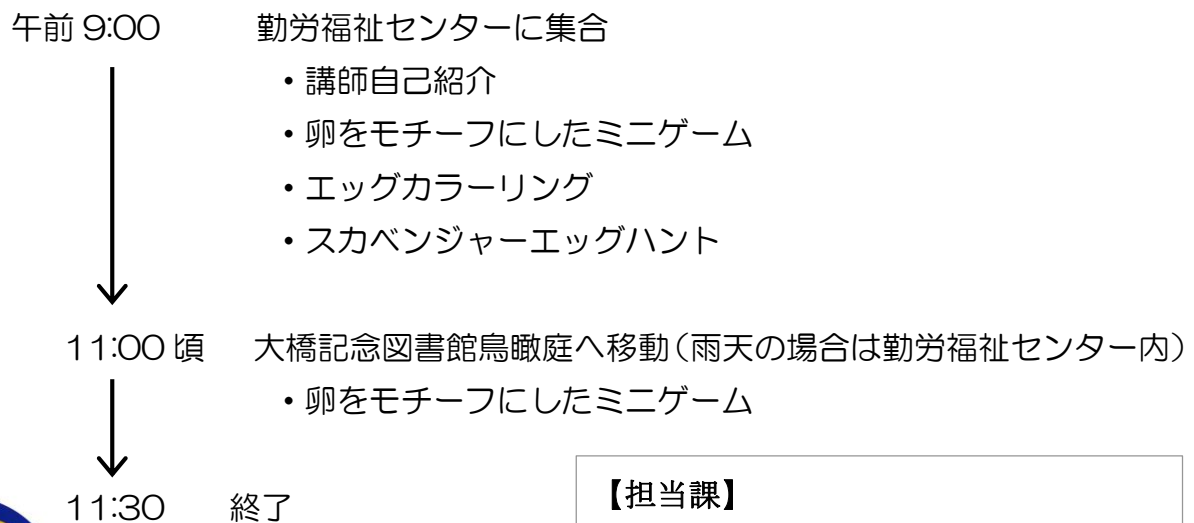 午前 9:00 勤労福祉センターに集合
・講師自己紹介
・卵をモチーフにしたミニゲーム
・エッグカラーリング
・スカベンジャーエッグハント
11:00 頃 大橋記念図書館鳥瞰庭へ移動（雨天の場合は勤労福祉センター内）
・卵をモチーフにしたミニゲーム
11:30 終了
【担当課】